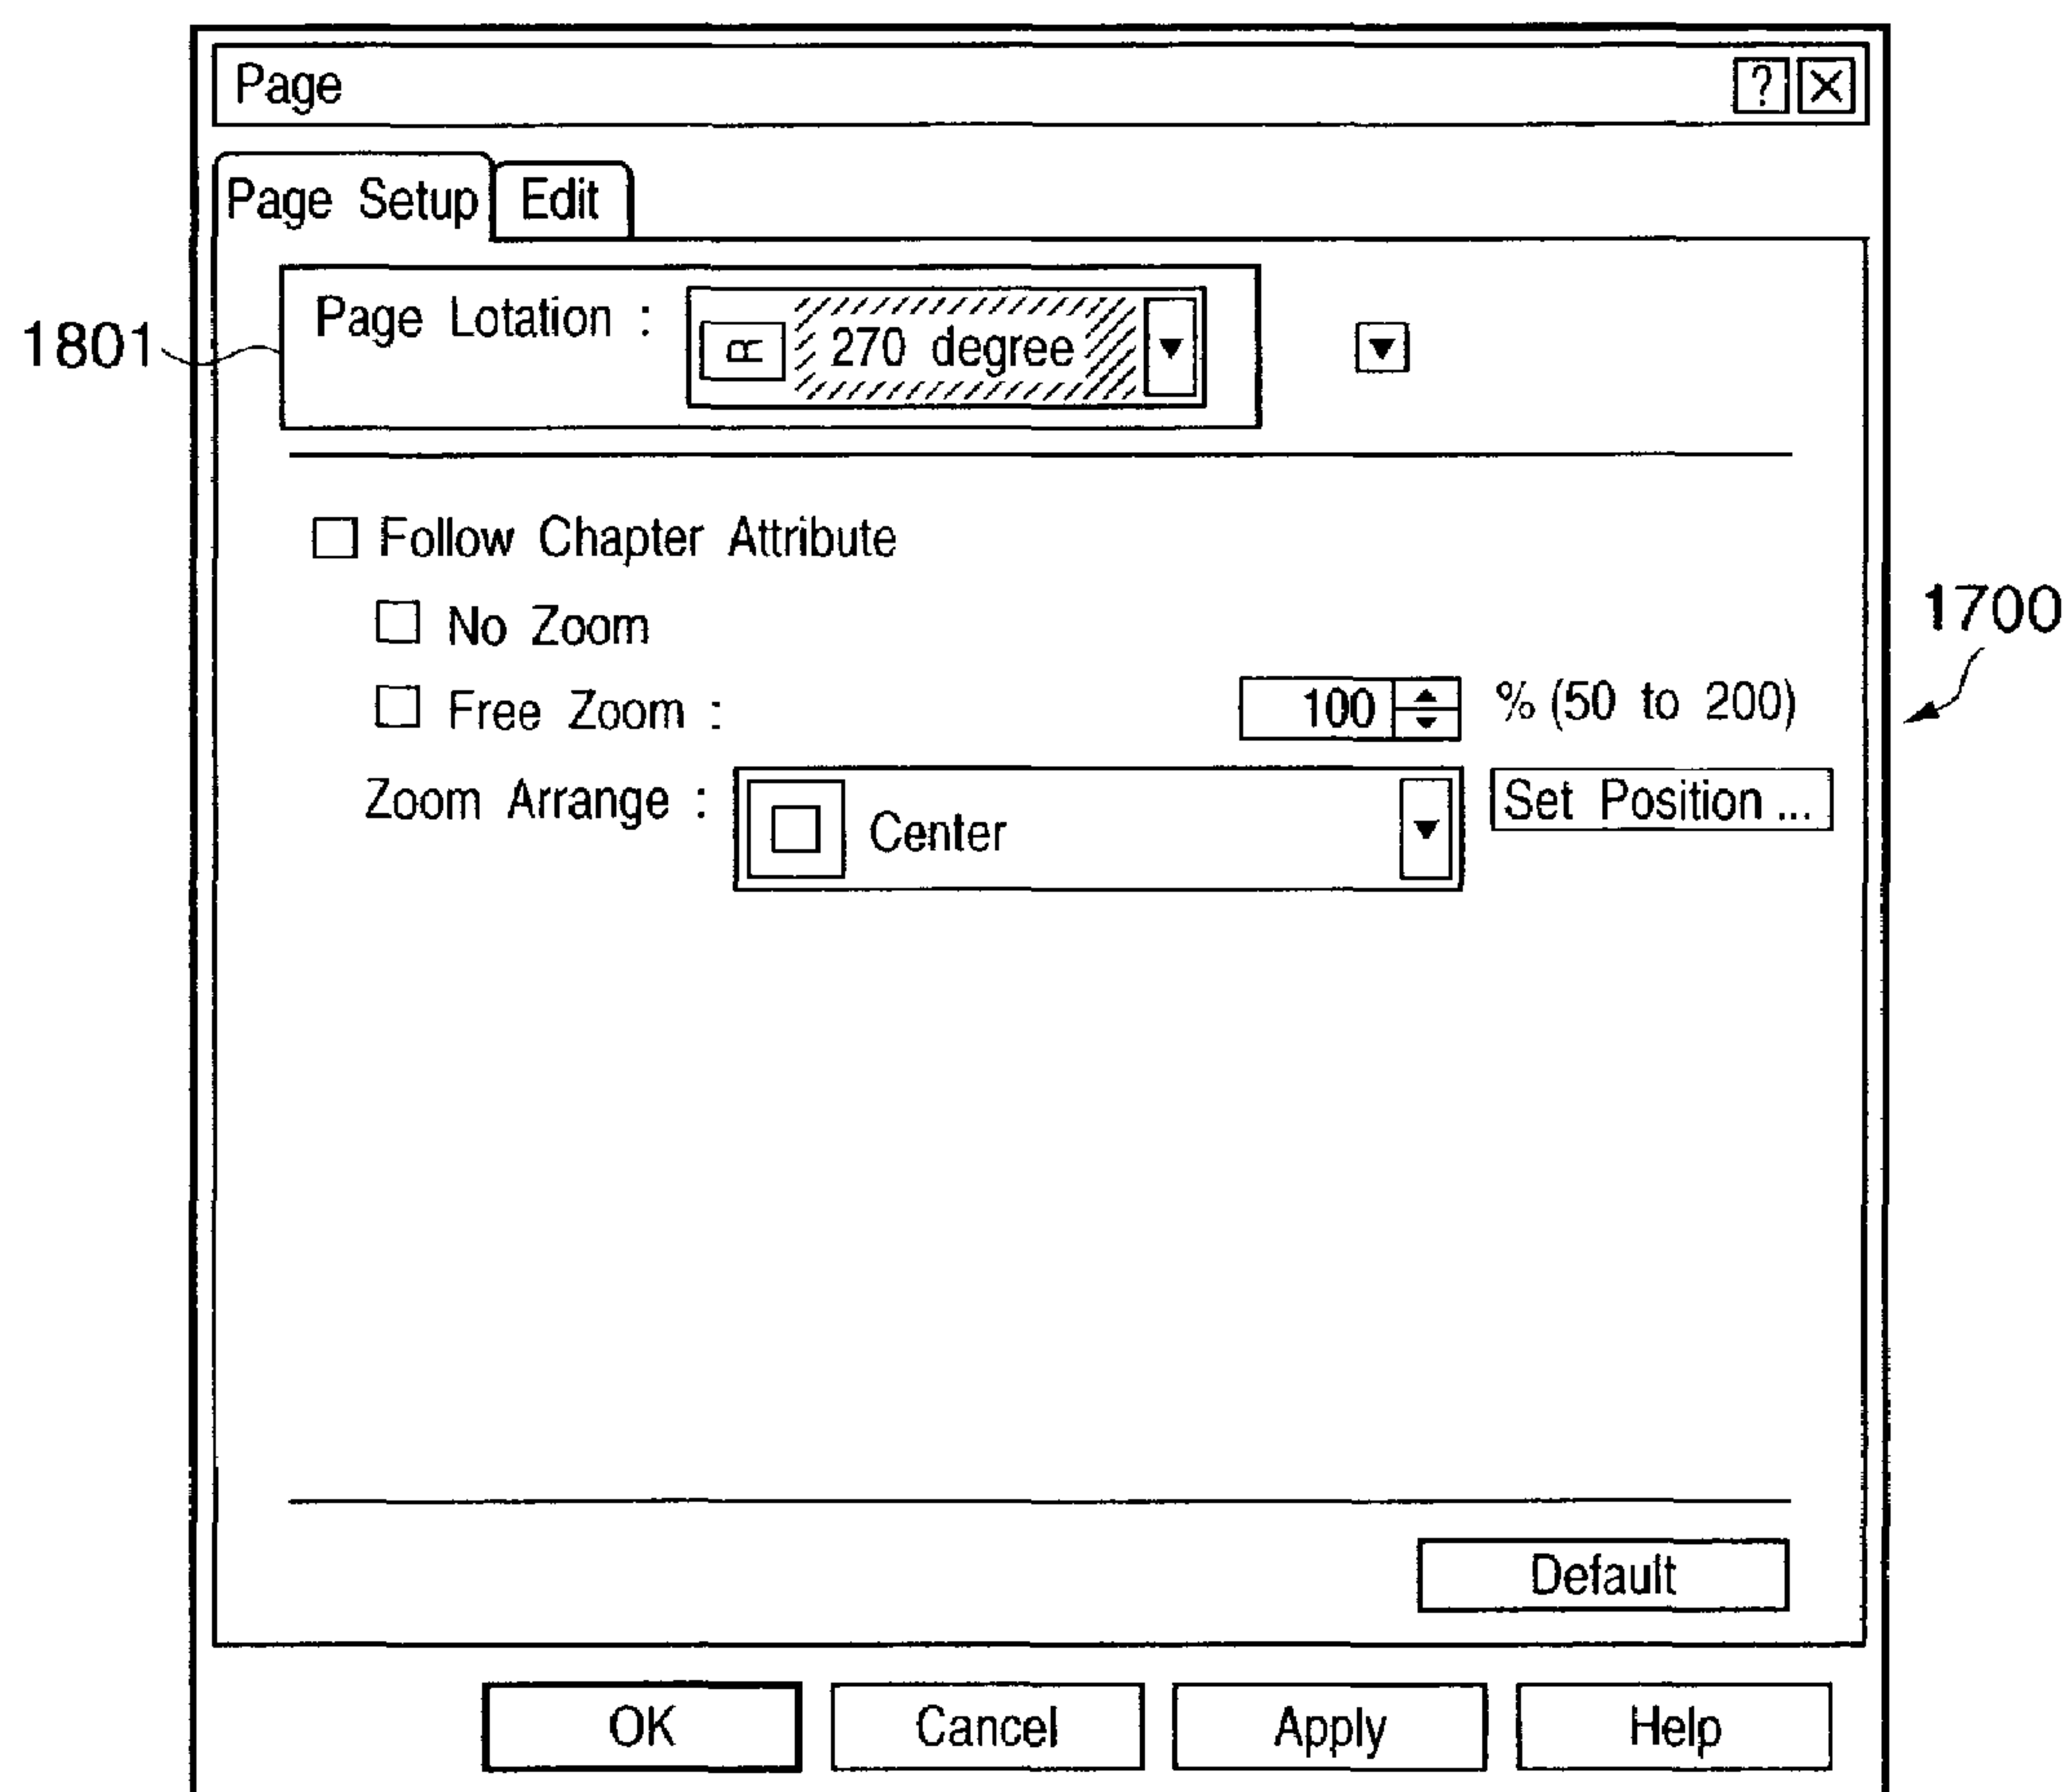 Page ? X
Page Setup Edit
1801
Page Lotation : R 270 degree
Follow Chapter Attribute
No Zoom
1700
Free Zoom : 100 % (50 to 200)
Zoom Arrange : Center Set Position ...
Default
OK Cancel Apply Help